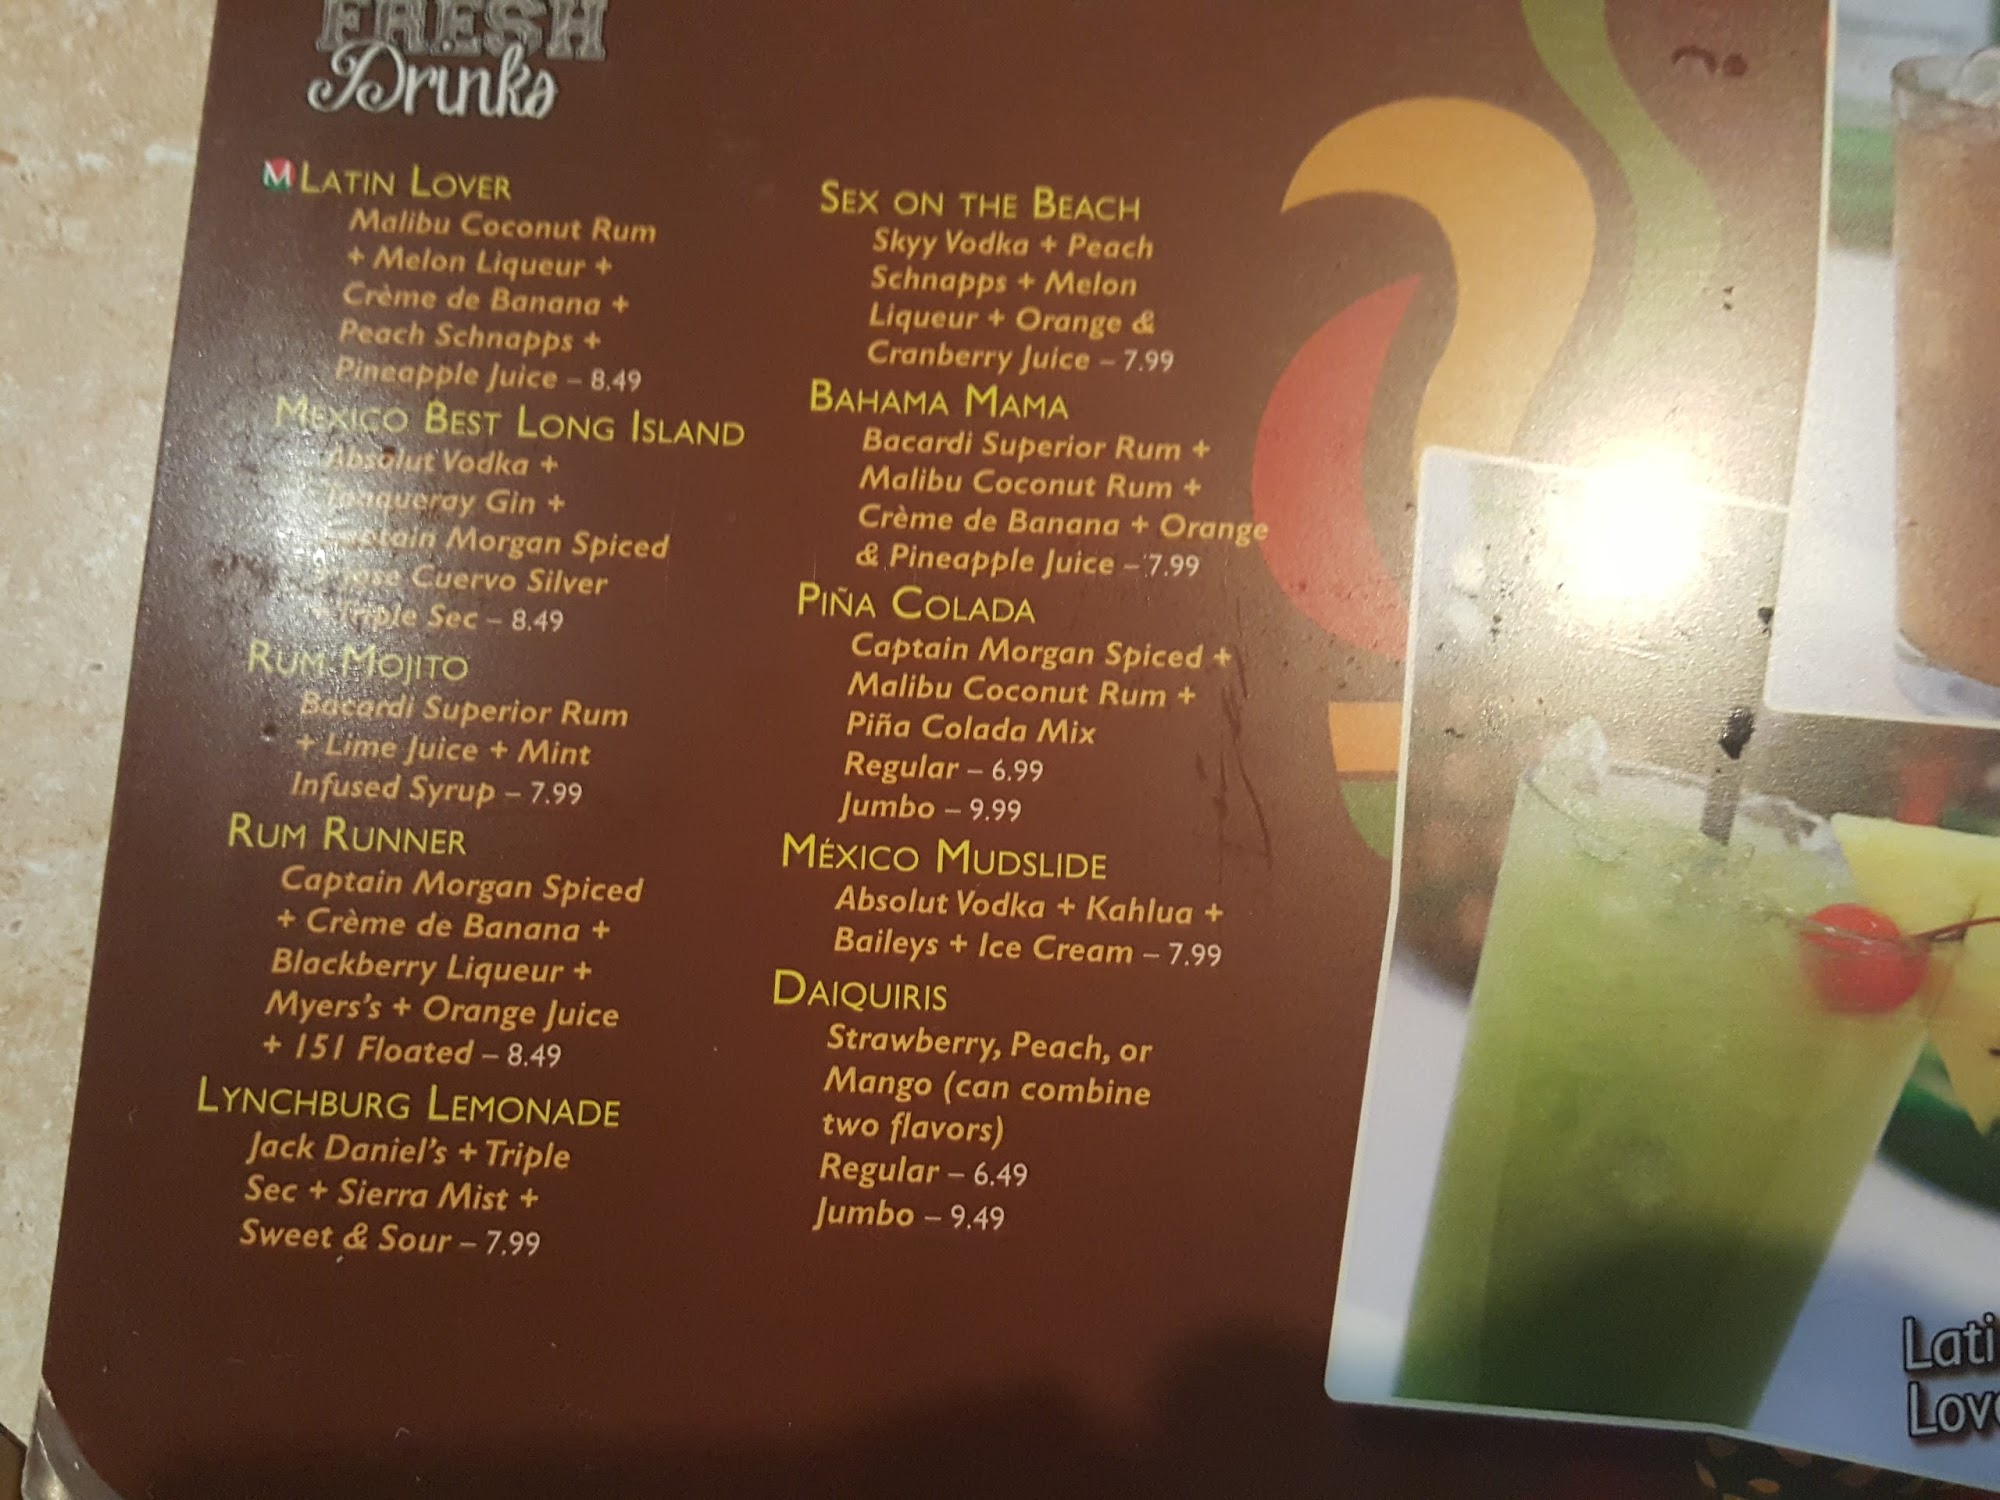 FRESH
Drinks
M LATIN LOVER
Malibu Coconut Rum
+ Melon Liqueur +
Crème de Banana +
Peach Schnapps +
Pineapple Juice – 8.49
MEXICO BEST LONG ISLAND
Absolut Vodka +
Tanqueray Gin +
Captain Morgan Spiced
Jose Cuervo Silver
+ Triple Sec – 8.49
RUM MOJITO
Bacardi Superior Rum
+ Lime Juice + Mint
Infused Syrup – 7.99
RUM RUNNER
Captain Morgan Spiced
+ Crème de Banana +
Blackberry Liqueur +
Myers's + Orange Juice
+ 151 Floated – 8.49
LYNCHBURG LEMONADE
Jack Daniel's + Triple
Sec + Sierra Mist +
Sweet & Sour – 7.99
SEX ON THE BEACH
Skyy Vodka + Peach
Schnapps + Melon
Liqueur + Orange &
Cranberry Juice – 7.99
BAHAMA MAMA
Bacardi Superior Rum +
Malibu Coconut Rum +
Crème de Banana + Orange
& Pineapple Juice – 7.99
PIÑA COLADA
Captain Morgan Spiced +
Malibu Coconut Rum +
Piña Colada Mix
Regular – 6.99
Jumbo – 9.99
MÉXICO MUDSLIDE
Absolut Vodka + Kahlua +
Baileys + Ice Cream – 7.99
DAIQUIRIS
Strawberry, Peach, or
Mango (can combine
two flavors)
Regular – 6.49
Jumbo – 9.49
Lati
Love